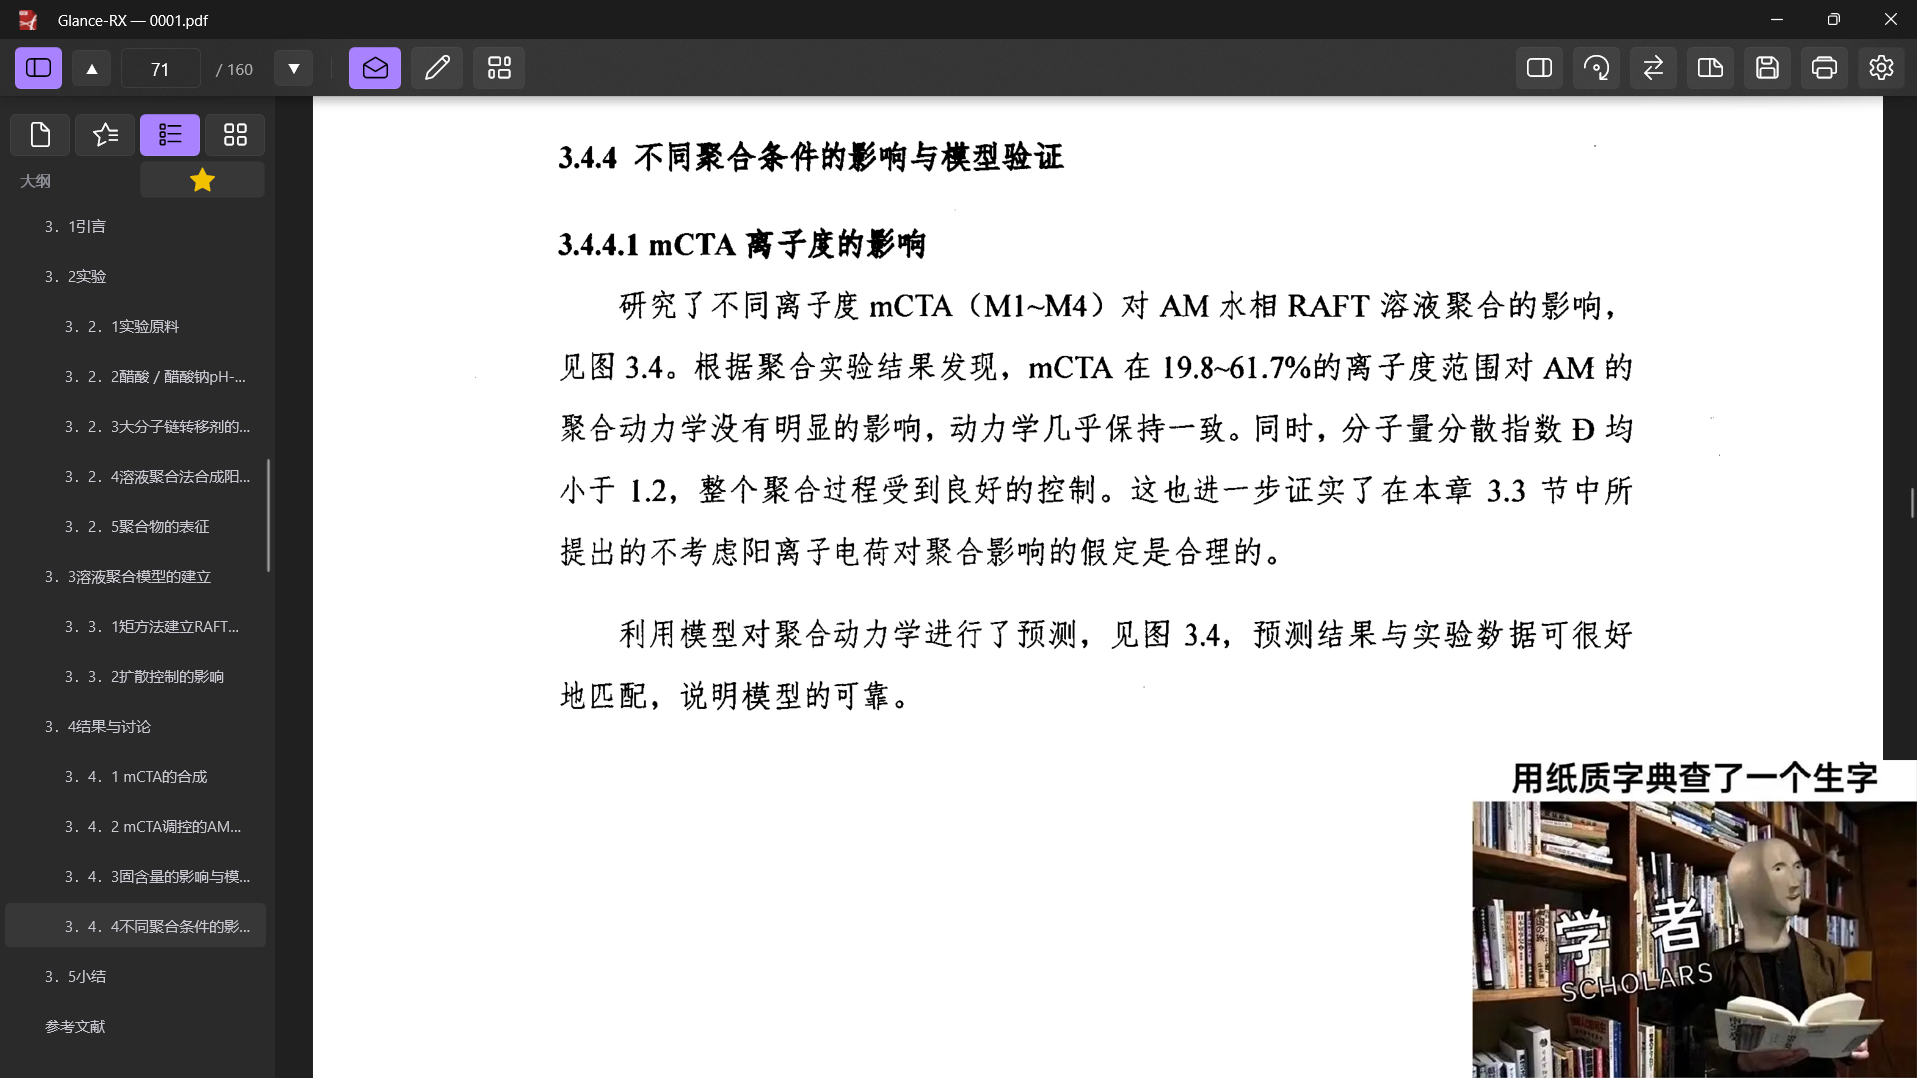 Glance-RX — 0001.pdf
71
/ 160
大纲
3．1引言
3．2实验
3．2．1实验原料
3．2．2醋酸 / 醋酸钠pH-...
3．2．3大分子链转移剂的...
3．2．4溶液聚合法合成阳...
3．2．5聚合物的表征
3．3溶液聚合模型的建立
3．3．1矩方法建立RAFT...
3．3．2扩散控制的影响
3．4结果与讨论
3．4．1 mCTA的合成
3．4．2 mCTA调控的AM...
3．4．3固含量的影响与模...
3．4．4不同聚合条件的影...
3．5小结
参考文献
3.4.4 不同聚合条件的影响与模型验证
3.4.4.1 mCTA 离子度的影响
研究了不同离子度 mCTA（M1~M4）对 AM 水相 RAFT 溶液聚合的影响，
见图 3.4。根据聚合实验结果发现，mCTA 在 19.8~61.7%的离子度范围对 AM 的
聚合动力学没有明显的影响，动力学几乎保持一致。同时，分子量分散指数 Đ 均
小于 1.2，整个聚合过程受到良好的控制。这也进一步证实了在本章 3.3 节中所
提出的不考虑阳离子电荷对聚合影响的假定是合理的。
利用模型对聚合动力学进行了预测，见图 3.4，预测结果与实验数据可很好
地匹配，说明模型的可靠。
用纸质字典查了一个生字
学者
SCHOLARS